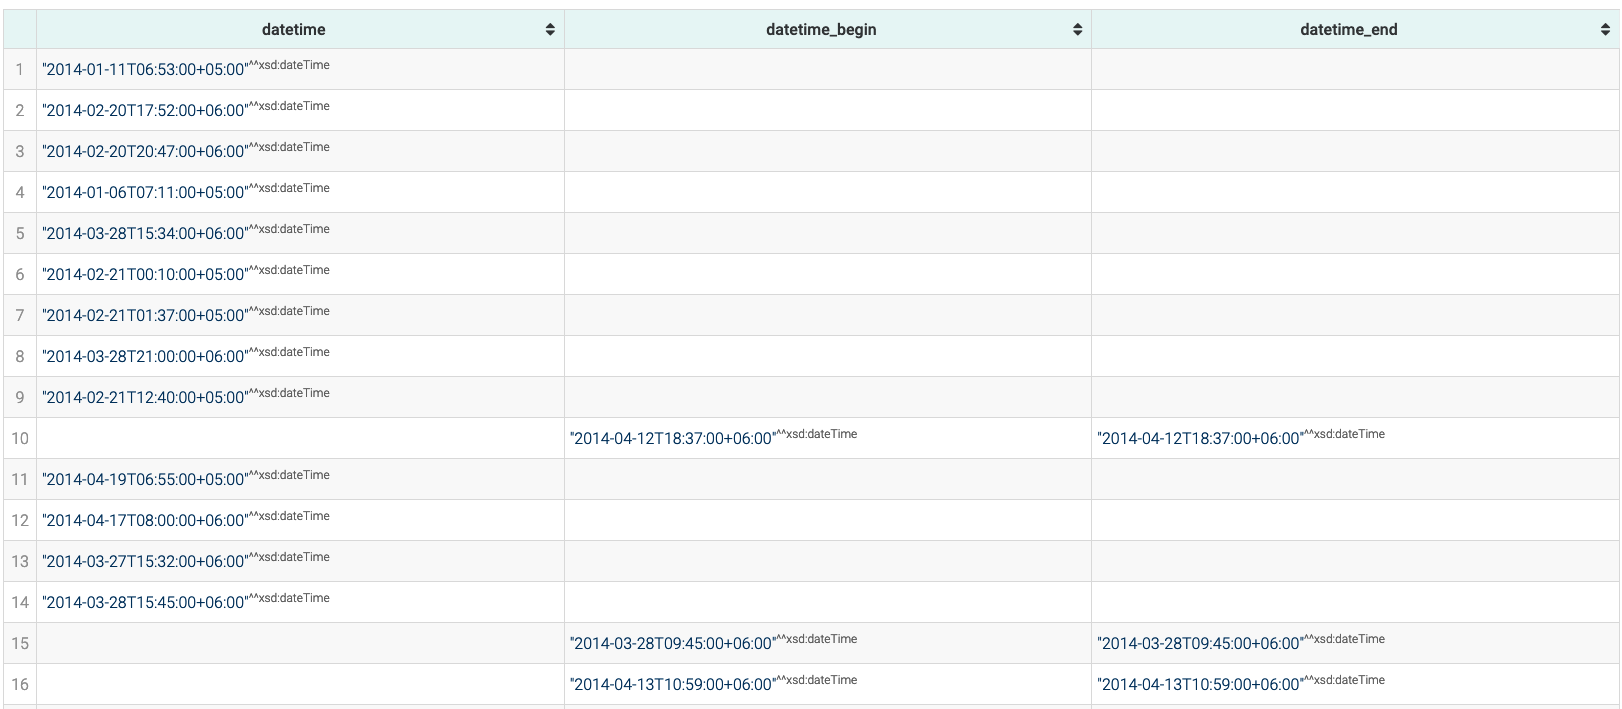 datetime datetime_begin datetime_end
1 "2014-01-11T06:53:00+05:00"^^xsd:dateTime
2 "2014-02-20T17:52:00+06:00"^^xsd:dateTime
3 "2014-02-20T20:47:00+06:00"^^xsd:dateTime
4 "2014-01-06T07:11:00+05:00"^^xsd:dateTime
5 "2014-03-28T15:34:00+06:00"^^xsd:dateTime
6 "2014-02-21T00:10:00+05:00"^^xsd:dateTime
7 "2014-02-21T01:37:00+05:00"^^xsd:dateTime
8 "2014-03-28T21:00:00+06:00"^^xsd:dateTime
9 "2014-02-21T12:40:00+05:00"^^xsd:dateTime
10 "2014-04-12T18:37:00+06:00"^^xsd:dateTime "2014-04-12T18:37:00+06:00"^^xsd:dateTime
11 "2014-04-19T06:55:00+05:00"^^xsd:dateTime
12 "2014-04-17T08:00:00+06:00"^^xsd:dateTime
13 "2014-03-27T15:32:00+06:00"^^xsd:dateTime
14 "2014-03-28T15:45:00+06:00"^^xsd:dateTime
15 "2014-03-28T09:45:00+06:00"^^xsd:dateTime "2014-03-28T09:45:00+06:00"^^xsd:dateTime
16 "2014-04-13T10:59:00+06:00"^^xsd:dateTime "2014-04-13T10:59:00+06:00"^^xsd:dateTime